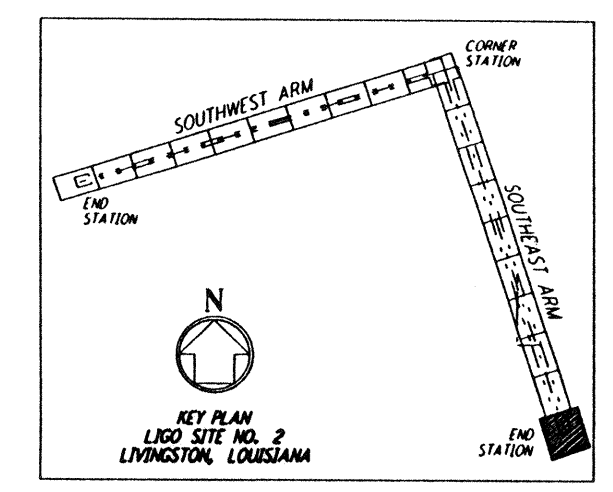 CORNER
STATION
SOUTHWEST ARM
END
STATION
SOUTHEAST ARM
N
KEY PLAN
LIGO SITE NO. 2
LIVINGSTON, LOUISIANA
END
STATION